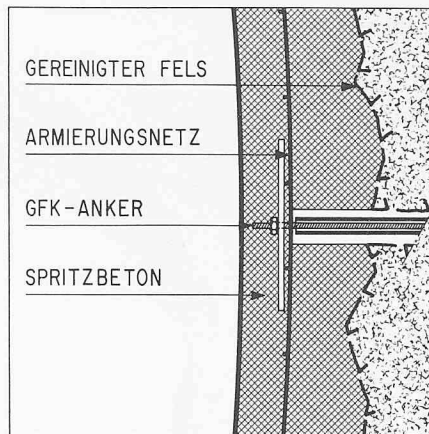 GEREINIGTER FELS
ARMIERUNGSNETZ
GFK-ANKER
SPRITZBETON